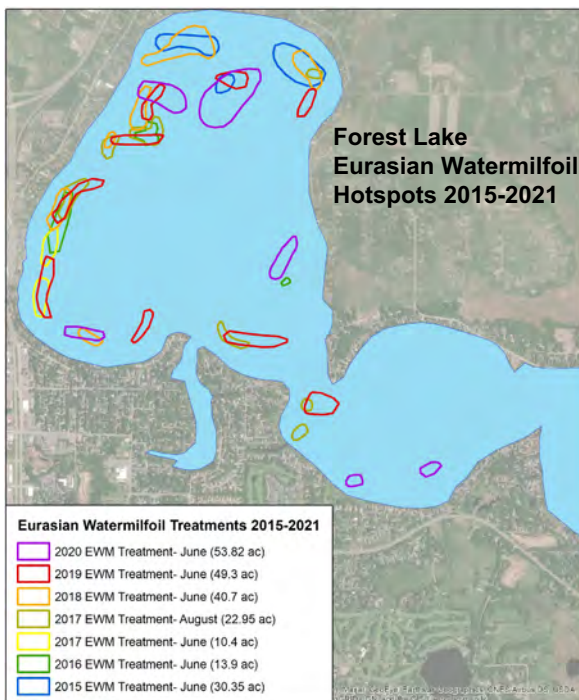 Forest Lake
Eurasian Watermilfoil
Hotspots 2015-2021
Eurasian Watermilfoil Treatments 2015-2021
2020 EWM Treatment- June (53.82 ac)
2019 EWM Treatment- June (49.3 ac)
2018 EWM Treatment- June (40.7 ac)
2017 EWM Treatment- August (22.95 ac)
2017 EWM Treatment- June (10.4 ac)
2016 EWM Treatment- June (13.9 ac)
2015 EWM Treatment- June (30.35 ac)